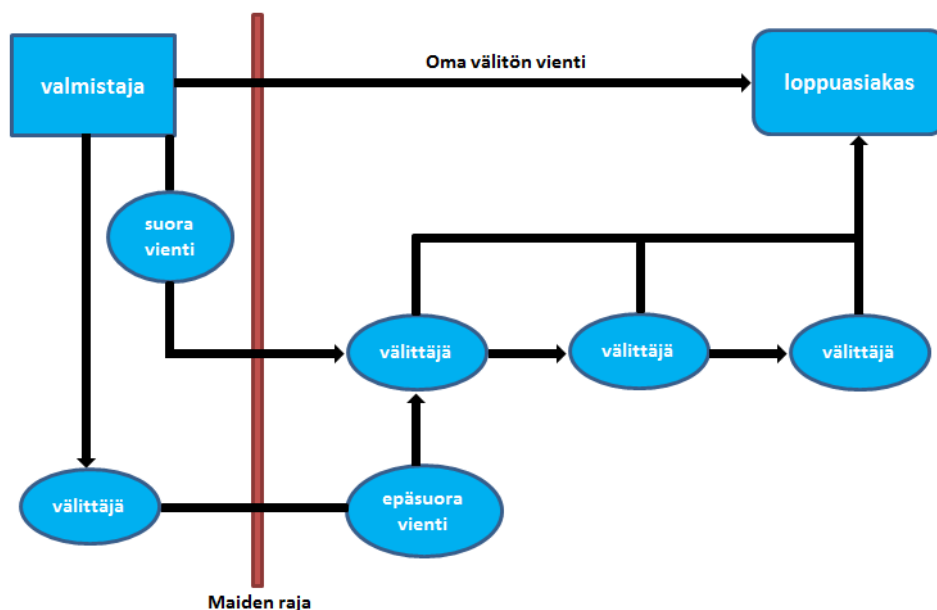 Oma välitön vienti
valmistaja
loppuasiakas
suora
vienti
välittäjä
välittäjä
välittäjä
välittäjä
epäsuora
vienti
Maiden raja